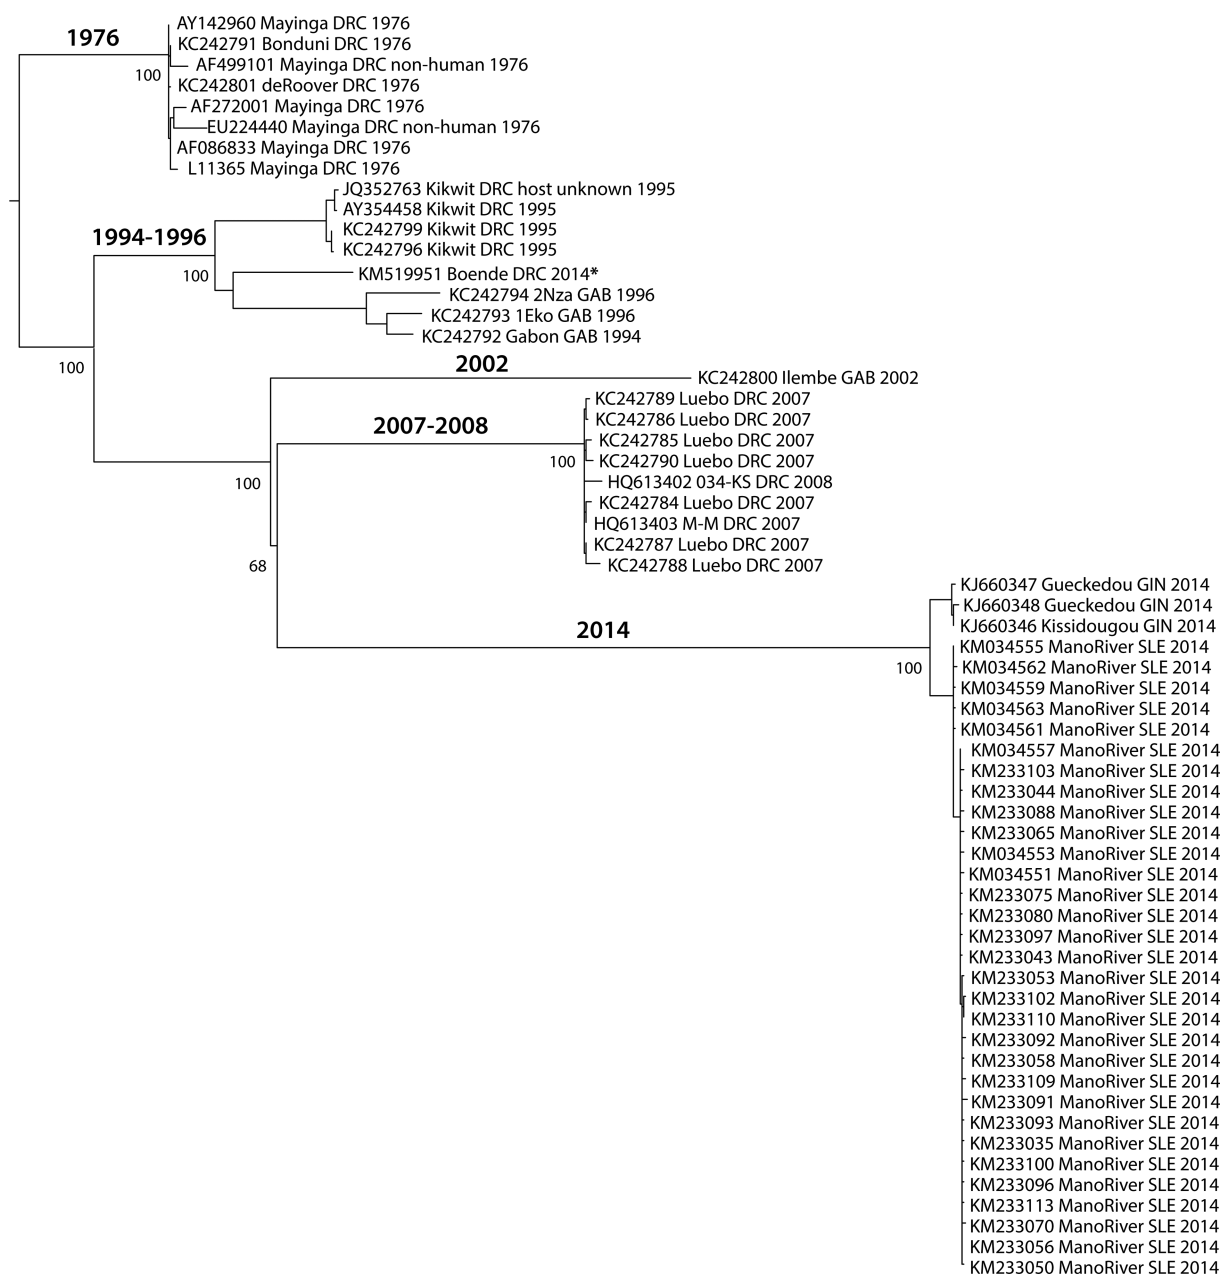 1976
AY142960 Mayinga DRC 1976
KC242791 Bonduni DRC 1976
AF499101 Mayinga DRC non-human 1976
100
KC242801 deRoover DRC 1976
AF272001 Mayinga DRC 1976
EU224440 Mayinga DRC non-human 1976
AF086833 Mayinga DRC 1976
L11365 Mayinga DRC 1976
JQ352763 Kikwit DRC host unknown 1995
AY354458 Kikwit DRC 1995
1994-1996
KC242799 Kikwit DRC 1995
KC242796 Kikwit DRC 1995
100
KM519951 Boende DRC 2014*
KC242794 2Nza GAB 1996
KC242793 1Eko GAB 1996
KC242792 Gabon GAB 1994
100
2002
KC242800 Ilembe GAB 2002
KC242789 Luebo DRC 2007
KC242786 Luebo DRC 2007
2007-2008
KC242785 Luebo DRC 2007
100
KC242790 Luebo DRC 2007
100
HQ613402 034-KS DRC 2008
KC242784 Luebo DRC 2007
HQ613403 M-M DRC 2007
KC242787 Luebo DRC 2007
68
KC242788 Luebo DRC 2007
KJ660347 Gueckedou GIN 2014
KJ660348 Gueckedou GIN 2014
2014
KJ660346 Kissidougou GIN 2014
KM034555 ManoRiver SLE 2014
100
KM034562 ManoRiver SLE 2014
KM034559 ManoRiver SLE 2014
KM034563 ManoRiver SLE 2014
KM034561 ManoRiver SLE 2014
KM034557 ManoRiver SLE 2014
KM233103 ManoRiver SLE 2014
KM233044 ManoRiver SLE 2014
KM233088 ManoRiver SLE 2014
KM233065 ManoRiver SLE 2014
KM034553 ManoRiver SLE 2014
KM034551 ManoRiver SLE 2014
KM233075 ManoRiver SLE 2014
KM233080 ManoRiver SLE 2014
KM233097 ManoRiver SLE 2014
KM233043 ManoRiver SLE 2014
KM233053 ManoRiver SLE 2014
KM233102 ManoRiver SLE 2014
KM233110 ManoRiver SLE 2014
KM233092 ManoRiver SLE 2014
KM233058 ManoRiver SLE 2014
KM233109 ManoRiver SLE 2014
KM233091 ManoRiver SLE 2014
KM233093 ManoRiver SLE 2014
KM233035 ManoRiver SLE 2014
KM233100 ManoRiver SLE 2014
KM233096 ManoRiver SLE 2014
KM233113 ManoRiver SLE 2014
KM233070 ManoRiver SLE 2014
KM233056 ManoRiver SLE 2014
KM233050 ManoRiver SLE 2014